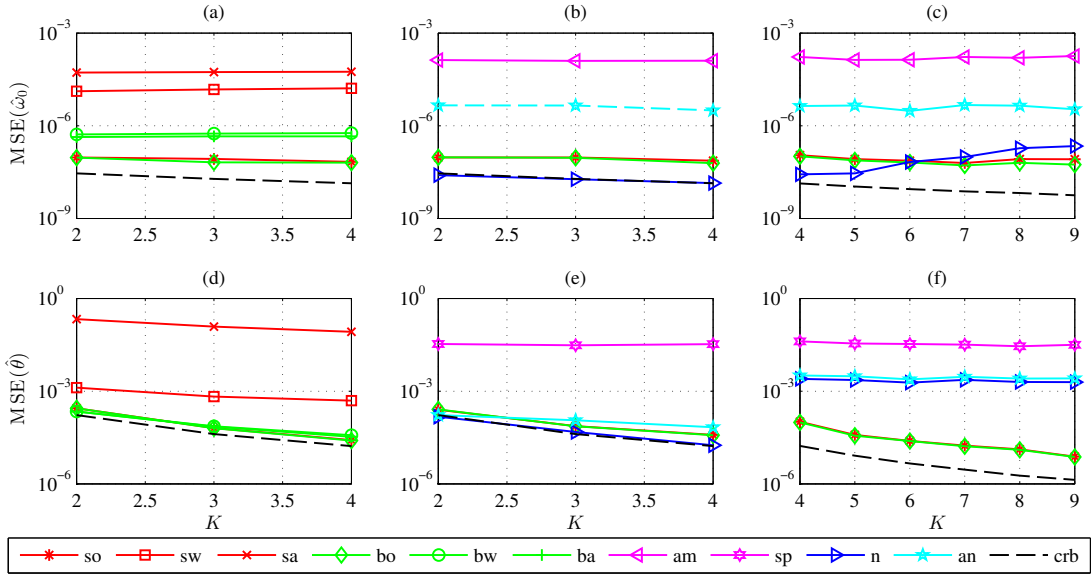 (a) (b) (c)
10^{-3} 10^{-3} 10^{-3}
10^{-6} 10^{-6} 10^{-6}
10^{-9} 10^{-9} 10^{-9}
MSE(\hat{ω}_0)
2 2.5 3 3.5 4 2 2.5 3 3.5 4 4 5 6 7 8 9
(d) (e) (f)
10^{0} 10^{0} 10^{0}
10^{-3} 10^{-3} 10^{-3}
10^{-6} 10^{-6} 10^{-6}
MSE(\hat{θ})
2 2.5 3 3.5 4 2 2.5 3 3.5 4 4 5 6 7 8 9
K K K
so sw sa bo bw ba am sp n an crb